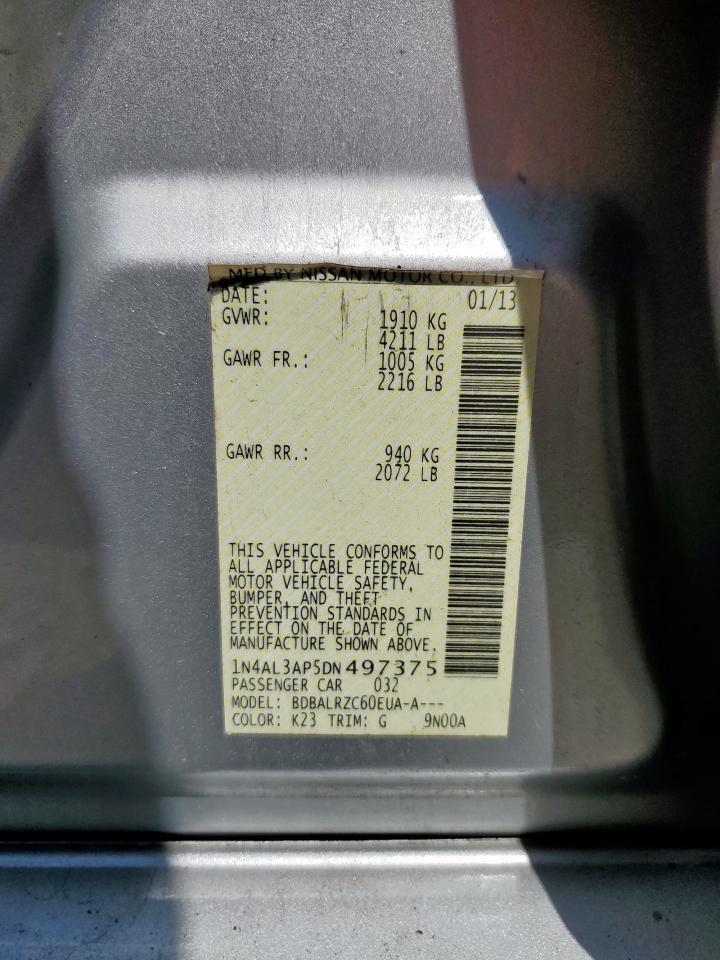 MFD BY NISSAN MOTOR CO., LTD.
DATE: 01/13
GVWR: 1910 KG
4211 LB
GAWR FR.: 1005 KG
2216 LB
GAWR RR.: 940 KG
2072 LB
THIS VEHICLE CONFORMS TO
ALL APPLICABLE FEDERAL
MOTOR VEHICLE SAFETY,
BUMPER, AND THEFT
PREVENTION STANDARDS IN
EFFECT ON THE DATE OF
MANUFACTURE SHOWN ABOVE.
1N4AL3AP5DN497375
PASSENGER CAR 032
MODEL: BDBALRZC60EUA-A---
COLOR: K23 TRIM: G 9N00A